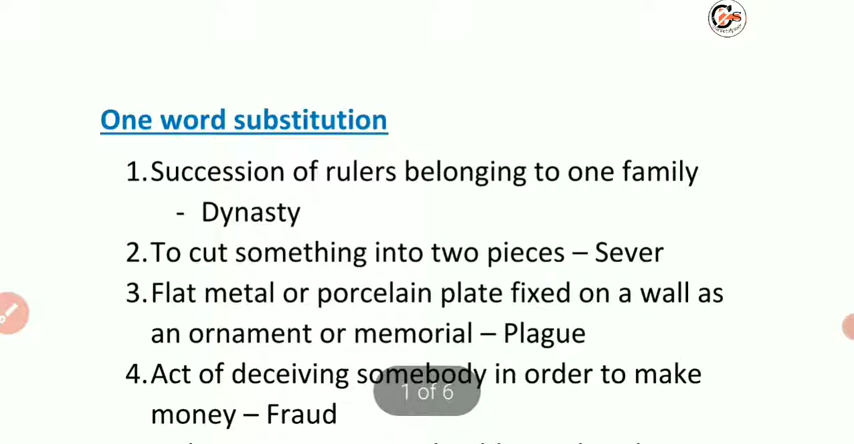 One word substitution
1. Succession of rulers belonging to one family
- Dynasty
2. To cut something into two pieces – Sever
3. Flat metal or porcelain plate fixed on a wall as
an ornament or memorial – Plague
4. Act of deceiving somebody in order to make
1 of 6
money – Fraud